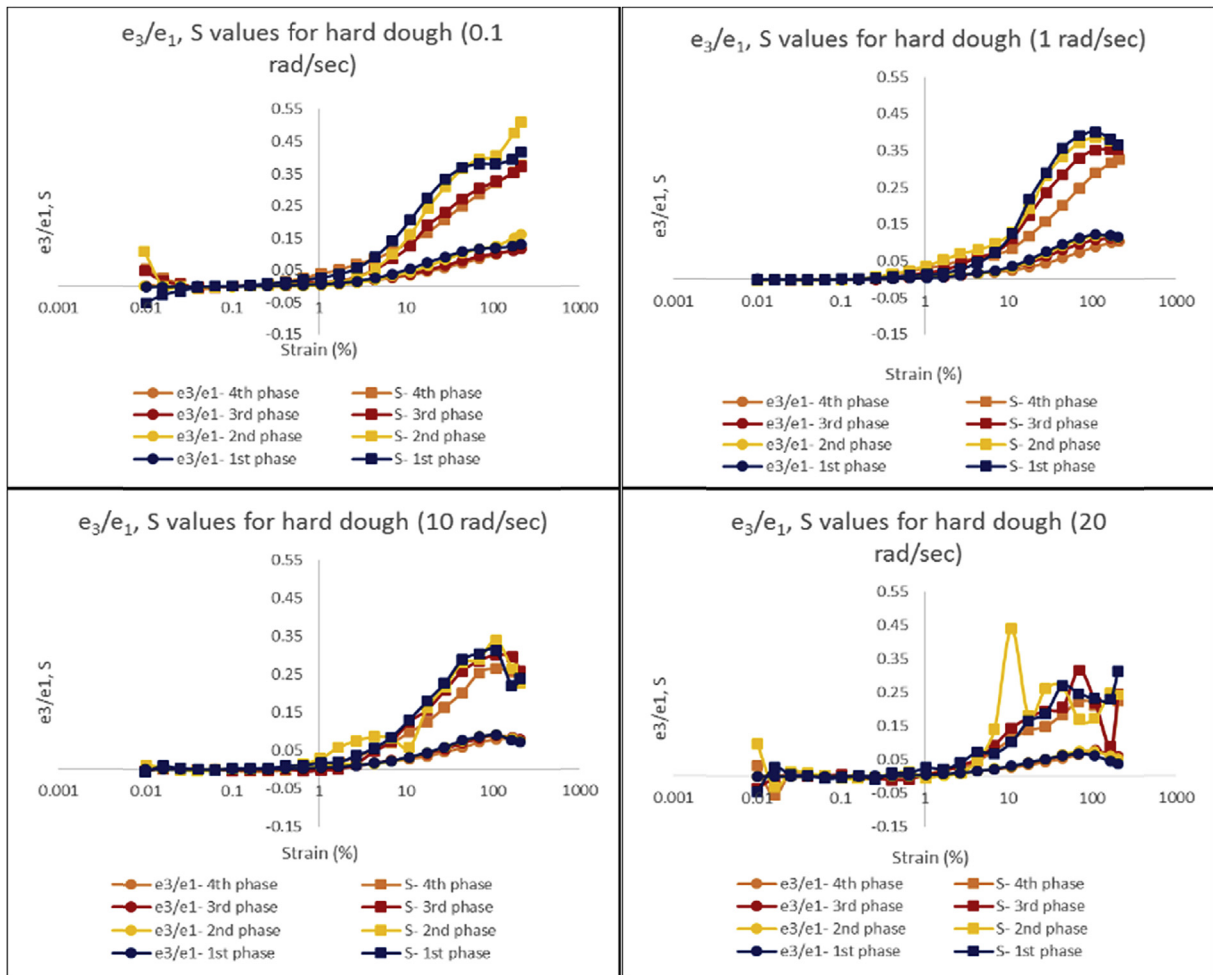 e3/e1, S values for hard dough (0.1
rad/sec)
0.55
0.45
0.35
0.25
0.15
0.05
-0.05
-0.15
0.001
0.01
0.1
1
10
100
1000
e3/e1, S
Strain (%)
e3/e1- 4th phase
S- 4th phase
e3/e1- 3rd phase
S- 3rd phase
e3/e1- 2nd phase
S- 2nd phase
e3/e1- 1st phase
S- 1st phase
e3/e1, S values for hard dough (1 rad/sec)
0.55
0.45
0.35
0.25
0.15
0.05
-0.05
-0.15
0.001
0.01
0.1
1
10
100
1000
e3/e1, S
Strain (%)
e3/e1- 4th phase
S- 4th phase
e3/e1- 3rd phase
S- 3rd phase
e3/e1- 2nd phase
S- 2nd phase
e3/e1- 1st phase
S- 1st phase
e3/e1, S values for hard dough (10 rad/sec)
0.55
0.45
0.35
0.25
0.15
0.05
-0.05
-0.15
0.001
0.01
0.1
1
10
100
1000
e3/e1, S
Strain (%)
e3/e1- 4th phase
S- 4th phase
e3/e1- 3rd phase
S- 3rd phase
e3/e1- 2nd phase
S- 2nd phase
e3/e1- 1st phase
S- 1st phase
e3/e1, S values for hard dough (20
rad/sec)
0.55
0.45
0.35
0.25
0.15
0.05
-0.05
-0.15
0.001
0.01
0.1
1
10
100
1000
e3/e1, S
Strain (%)
e3/e1- 4th phase
S- 4th phase
e3/e1- 3rd phase
S- 3rd phase
e3/e1- 2nd phase
S- 2nd phase
e3/e1- 1st phase
S- 1st phase